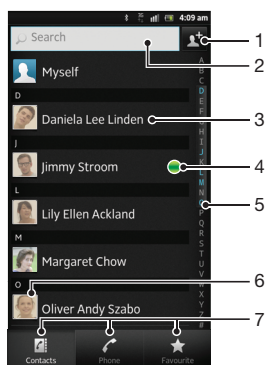 4:09 am
Search
1
2
Myself
D
Daniela Lee Linden
3
J
Jimmy Stroom
4
L
Lily Ellen Ackland
5
M
Margaret Chow
O
6
Oliver Andy Szabo
7
Contacts
Phone
Favourite
A
B
C
D
E
F
G
H
I
J
K
L
M
N
P
Q
R
S
T
U
V
W
X
Y
Z
#